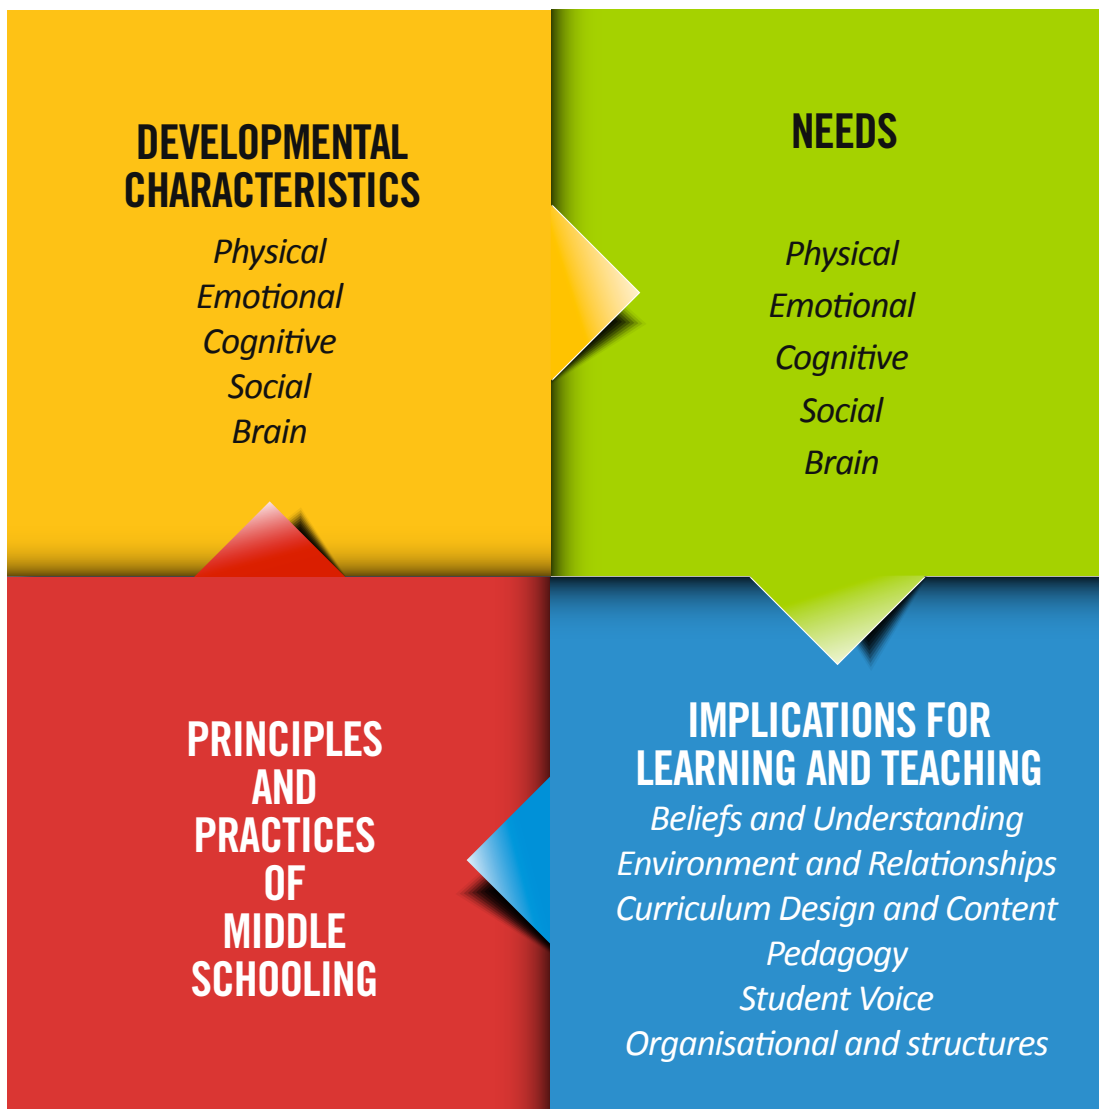 DEVELOPMENTAL
CHARACTERISTICS
Physical
Emotional
Cognitive
Social
Brain
NEEDS
Physical
Emotional
Cognitive
Social
Brain
PRINCIPLES
AND
PRACTICES
OF
MIDDLE
SCHOOLING
IMPLICATIONS FOR
LEARNING AND TEACHING
Beliefs and Understanding
Environment and Relationships
Curriculum Design and Content
Pedagogy
Student Voice
Organisational and structures